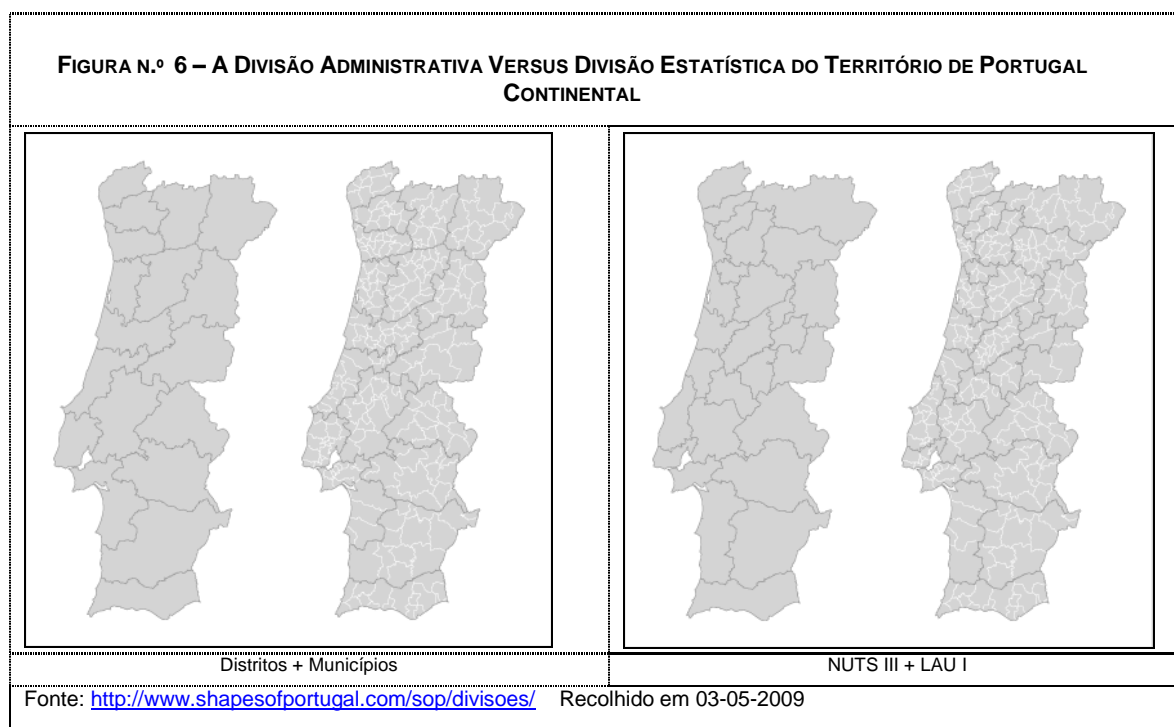 FIGURA N.º 6 – A DIVISÃO ADMINISTRATIVA VERSUS DIVISÃO ESTATÍSTICA DO TERRITÓRIO DE PORTUGAL
CONTINENTAL
Distritos + Municípios
NUTS III + LAU I
Fonte: http://www.shapesofportugal.com/sop/divisoes/ Recolhido em 03-05-2009